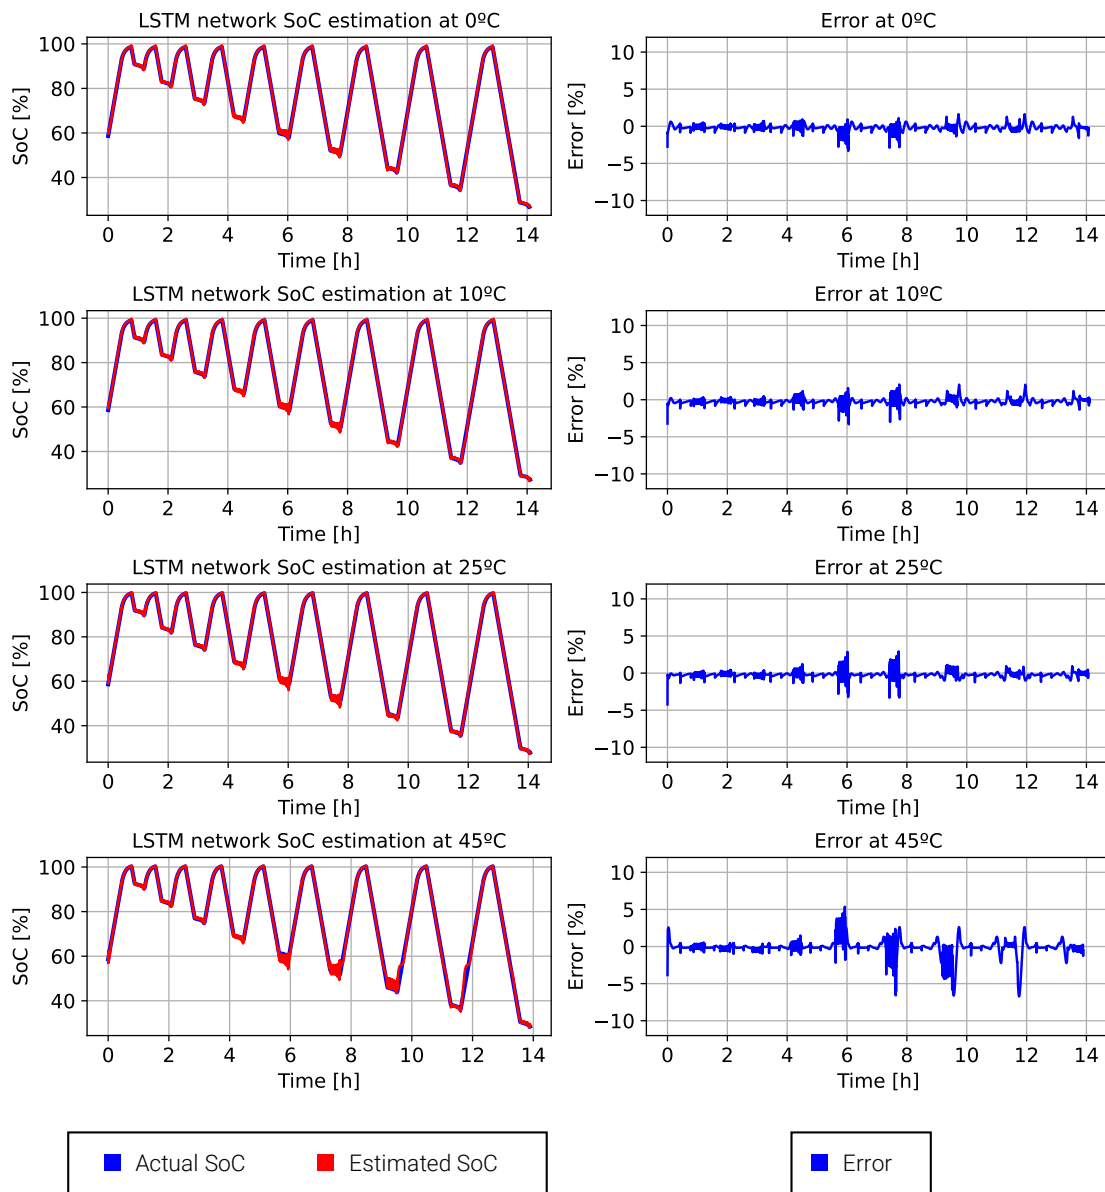 LSTM network SoC estimation at 0ºC
100
80
60
40
SoC [%]
0 2 4 6 8 10 12 14
Time [h]
Error at 0ºC
10
5
0
−5
−10
Error [%]
0 2 4 6 8 10 12 14
Time [h]
LSTM network SoC estimation at 10ºC
100
80
60
40
SoC [%]
0 2 4 6 8 10 12 14
Time [h]
Error at 10ºC
10
5
0
−5
−10
Error [%]
0 2 4 6 8 10 12 14
Time [h]
LSTM network SoC estimation at 25ºC
100
80
60
40
SoC [%]
0 2 4 6 8 10 12 14
Time [h]
Error at 25ºC
10
5
0
−5
−10
Error [%]
0 2 4 6 8 10 12 14
Time [h]
LSTM network SoC estimation at 45ºC
100
80
60
40
SoC [%]
0 2 4 6 8 10 12 14
Time [h]
Error at 45ºC
10
5
0
−5
−10
Error [%]
0 2 4 6 8 10 12 14
Time [h]
Actual SoC Estimated SoC
Error